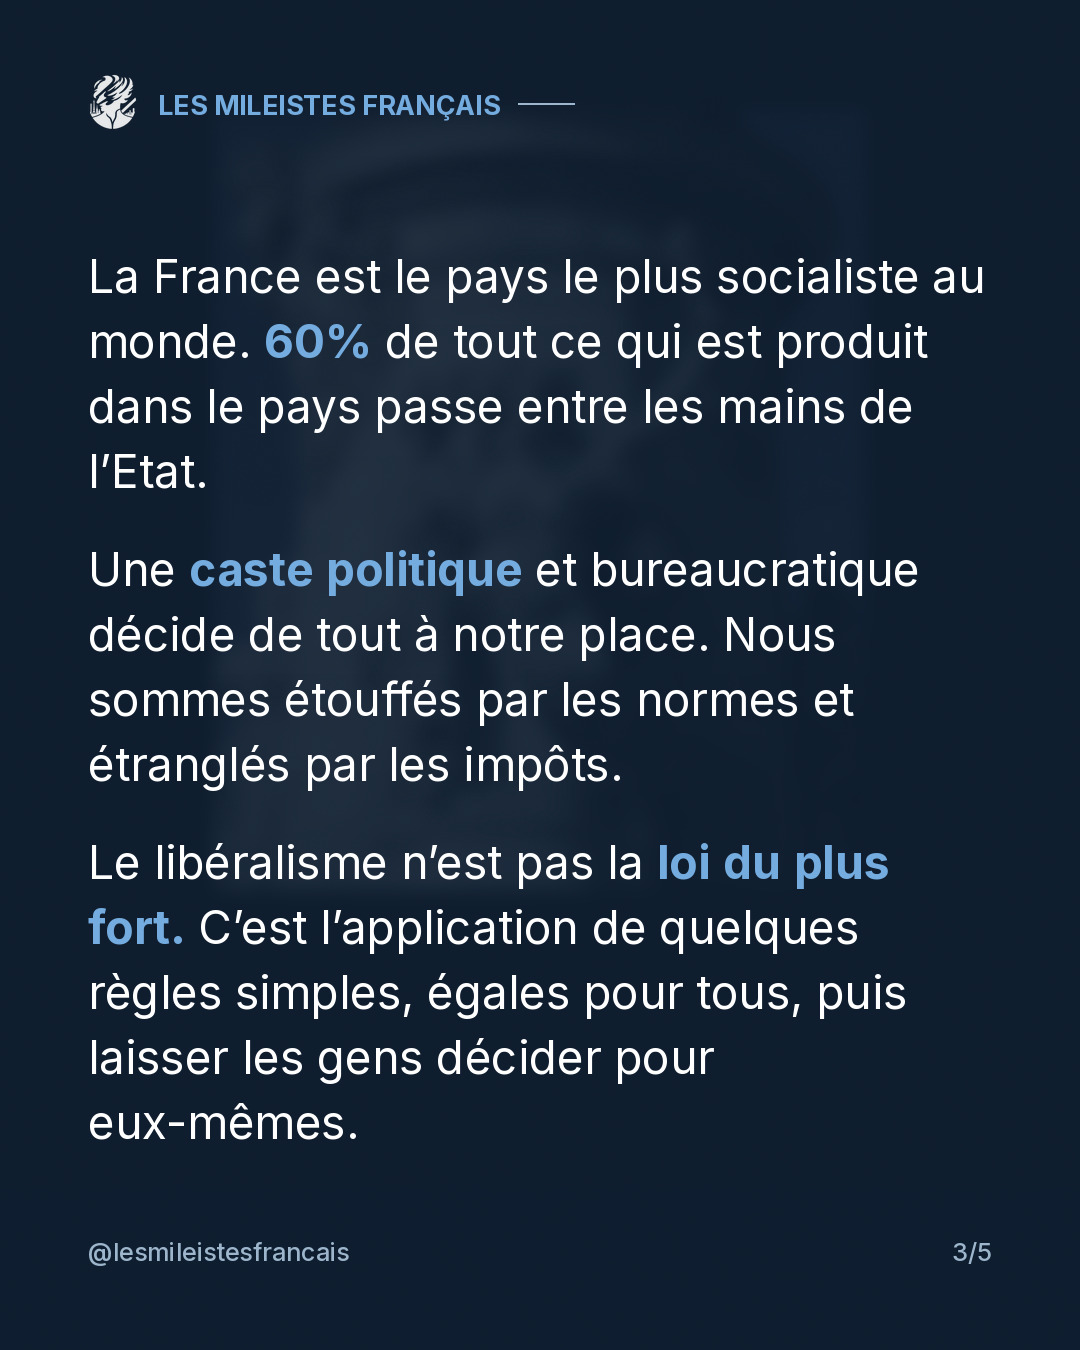 LES MILEISTES FRANÇAIS
La France est le pays le plus socialiste au
monde. 60% de tout ce qui est produit
dans le pays passe entre les mains de
l’Etat.
Une caste politique et bureaucratique
décide de tout à notre place. Nous
sommes étouffés par les normes et
étranglés par les impôts.
Le libéralisme n’est pas la loi du plus
fort. C’est l’application de quelques
règles simples, égales pour tous, puis
laisser les gens décider pour
eux-mêmes.
@lesmileistesfrancais
3/5